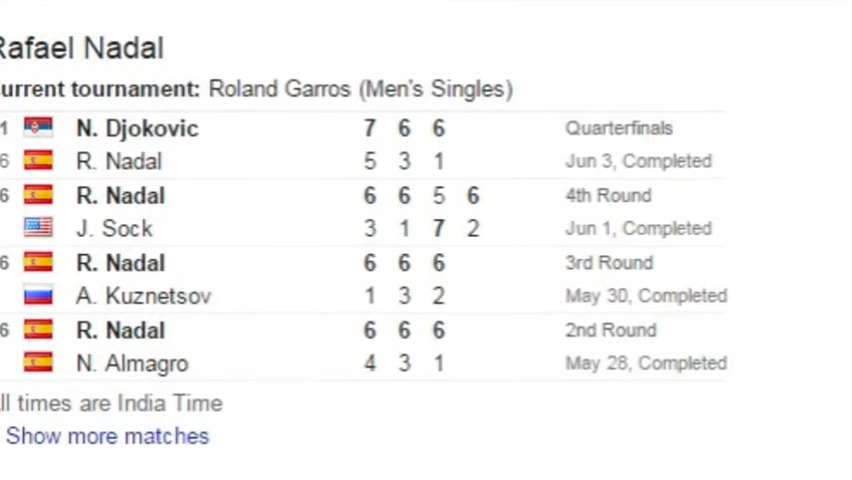 Rafael Nadal
urrent tournament: Roland Garros (Men's Singles)
1 N. Djokovic 7 6 6 Quarterfinals
6 R. Nadal 5 3 1 Jun 3, Completed
6 R. Nadal 6 6 5 6 4th Round
J. Sock 3 1 7 2 Jun 1, Completed
6 R. Nadal 6 6 6 3rd Round
A. Kuznetsov 1 3 2 May 30, Completed
6 R. Nadal 6 6 6 2nd Round
N. Almagro 4 3 1 May 28, Completed
ll times are India Time
Show more matches